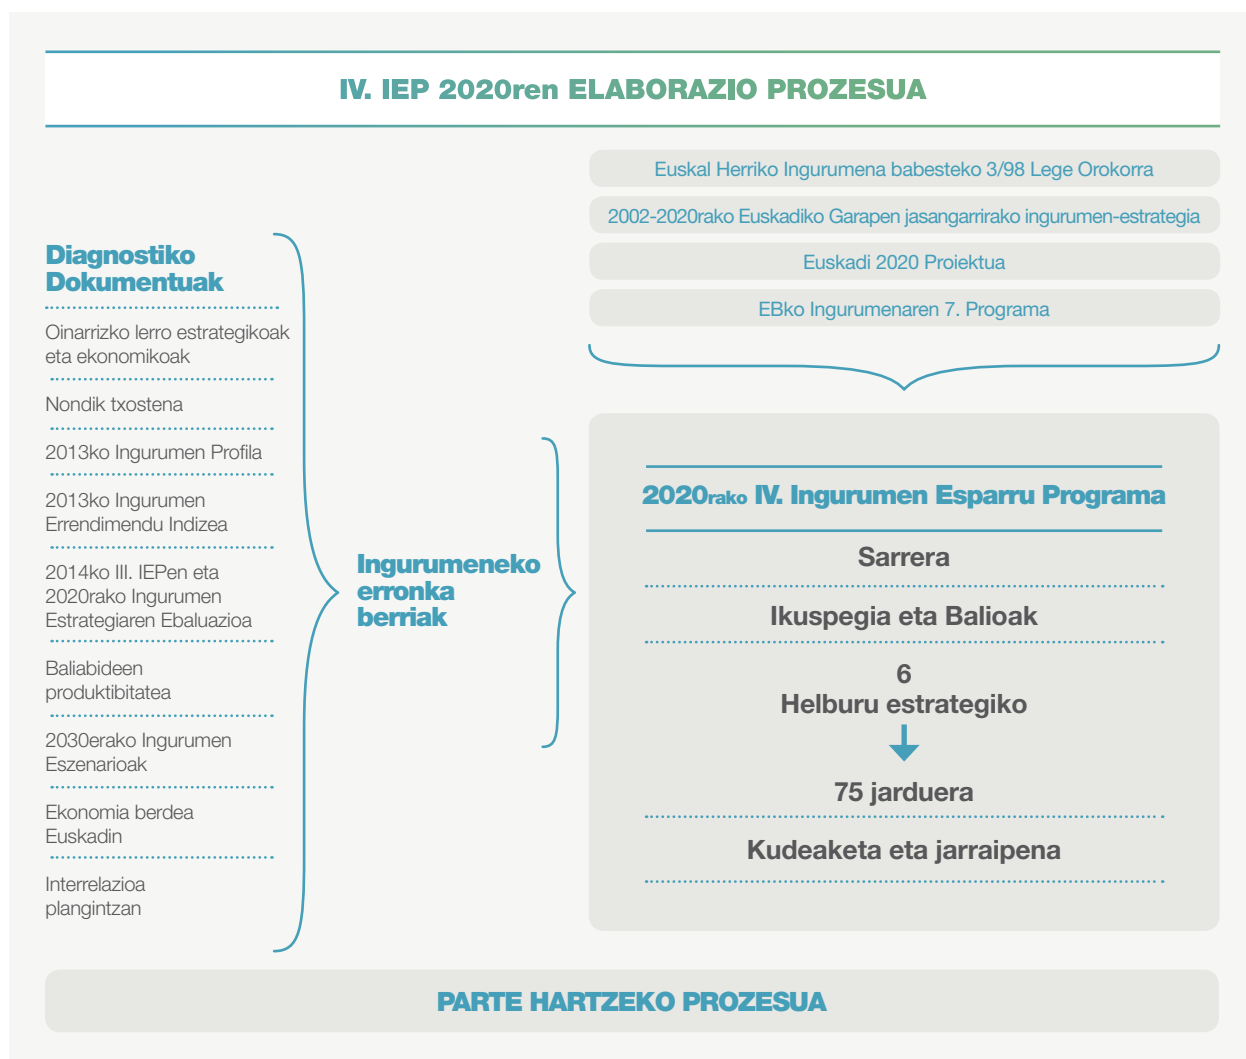 IV. IEP 2020ren ELABORAZIO PROZESUA
Euskal Herriko Ingurumena babesteko 3/98 Lege Orokorra
2002-2020rako Euskadiko Garapen jasangarrirako ingurumen-estrategia
Euskadi 2020 Proiektua
EBko Ingurumenaren 7. Programa
Diagnostiko
Dokumentuak
Oinarrizko lerro estrategikoak
eta ekonomikoak
Nondik txostena
2013ko Ingurumen Profila
2013ko Ingurumen
Errendimendu Indizea
2014ko III. IEPen eta
2020rako Ingurumen
Estrategiaren Ebaluazioa
Baliabideen
produktibitatea
2030erako Ingurumen
Eszenarioak
Ekonomia berdea
Euskadin
Interrelazioa
plangintzan
Ingurumeneko
erronka
berriak
2020rako IV. Ingurumen Esparru Programa
Sarrera
Ikuspegia eta Balioak
6
Helburu estrategiko
75 jarduera
Kudeaketa eta jarraipena
PARTE HARTZEKO PROZESUA